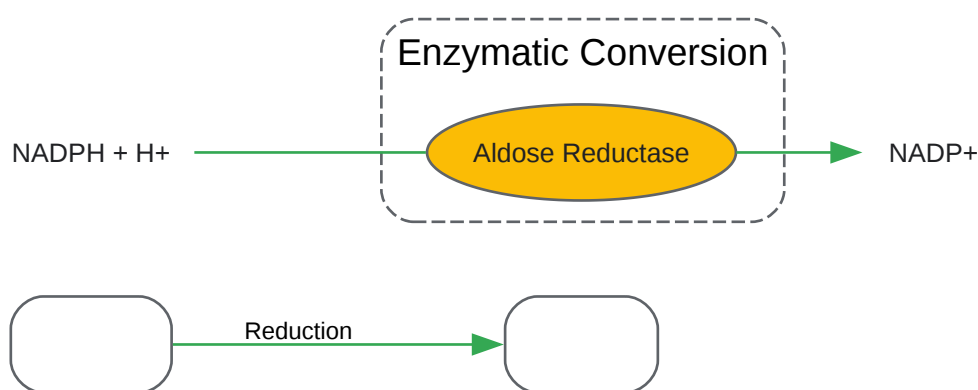 Enzymatic Conversion
NADPH + H+
Aldose Reductase
NADP+
Reduction